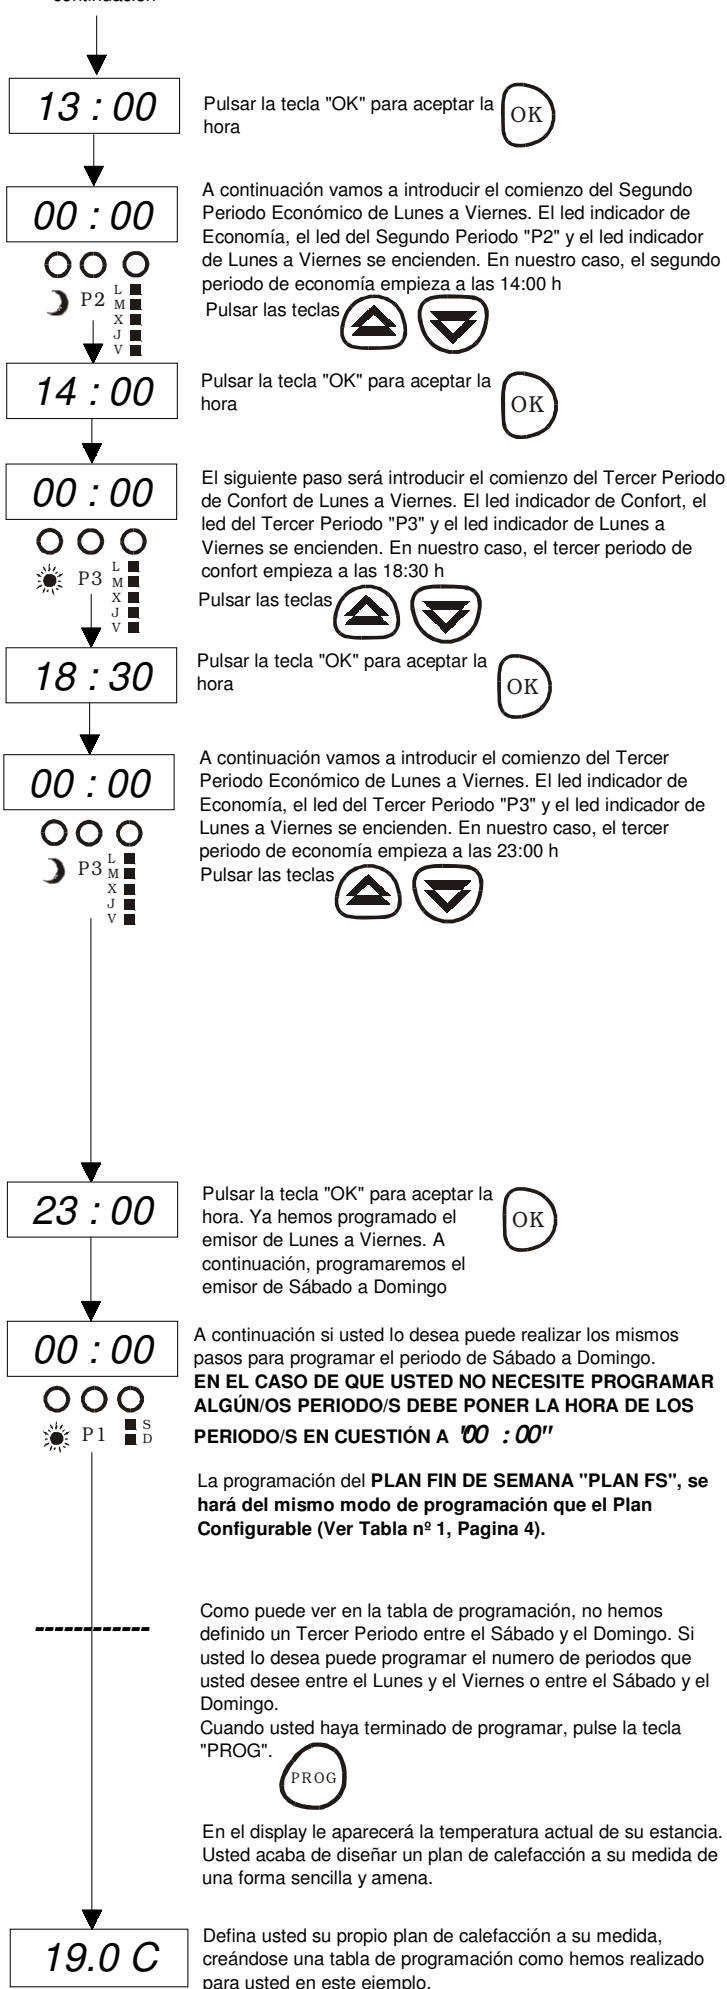 continuación
13 : 00
Pulsar la tecla "OK" para aceptar la
hora
OK
00 : 00
P2
L
M
X
J
V
A continuación vamos a introducir el comienzo del Segundo
Periodo Económico de Lunes a Viernes. El led indicador de
Economía, el led del Segundo Periodo "P2" y el led indicador
de Lunes a Viernes se encienden. En nuestro caso, el segundo
periodo de economía empieza a las 14:00 h
Pulsar las teclas
14 : 00
Pulsar la tecla "OK" para aceptar la
hora
OK
00 : 00
P3
L
M
X
J
V
El siguiente paso será introducir el comienzo del Tercer Periodo
de Confort de Lunes a Viernes. El led indicador de Confort, el
led del Tercer Periodo "P3" y el led indicador de Lunes a
Viernes se encienden. En nuestro caso, el tercer periodo de
confort empieza a las 18:30 h
Pulsar las teclas
18 : 30
Pulsar la tecla "OK" para aceptar la
hora
OK
00 : 00
P3
L
M
X
J
V
A continuación vamos a introducir el comienzo del Tercer
Periodo Económico de Lunes a Viernes. El led indicador de
Economía, el led del Tercer Periodo "P3" y el led indicador de
Lunes a Viernes se encienden. En nuestro caso, el tercer
periodo de economía empieza a las 23:00 h
Pulsar las teclas
23 : 00
Pulsar la tecla "OK" para aceptar la
hora. Ya hemos programado el
emisor de Lunes a Viernes. A
continuación, programaremos el
emisor de Sábado a Domingo
OK
00 : 00
P1
S
D
A continuación si usted lo desea puede realizar los mismos
pasos para programar el periodo de Sábado a Domingo.
EN EL CASO DE QUE USTED NO NECESITE PROGRAMAR
ALGÚN/OS PERIODO/S DEBE PONER LA HORA DE LOS
PERIODO/S EN CUESTIÓN A "00 : 00"
La programación del PLAN FIN DE SEMANA "PLAN FS", se
hará del mismo modo de programación que el Plan
Configurable (Ver Tabla nº 1, Pagina 4).
------------
Como puede ver en la tabla de programación, no hemos
definido un Tercer Periodo entre el Sábado y el Domingo. Si
usted lo desea puede programar el numero de periodos que
usted desee entre el Lunes y el Viernes o entre el Sábado y el
Domingo.
Cuando usted haya terminado de programar, pulse la tecla
"PROG".
PROG
En el display le aparecerá la temperatura actual de su estancia.
Usted acaba de diseñar un plan de calefacción a su medida de
una forma sencilla y amena.
19.0 C
Defina usted su propio plan de calefacción a su medida,
creándose una tabla de programación como hemos realizado
para usted en este ejemplo.